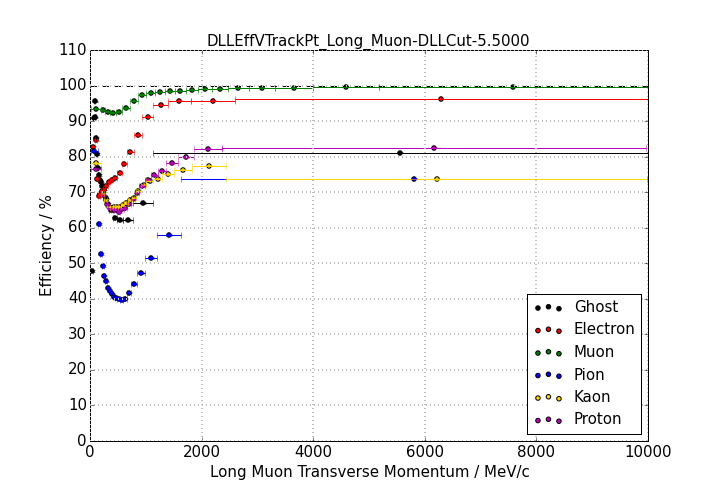 DLLEffVTrackPt_Long_Muon-DLLCut-5.5000
110
100
90
80
70
60
50
40
30
20
10
0
Efficiency / %
0 2000 4000 6000 8000 10000
Long Muon Transverse Momentum / MeV/c
Ghost
Electron
Muon
Pion
Kaon
Proton